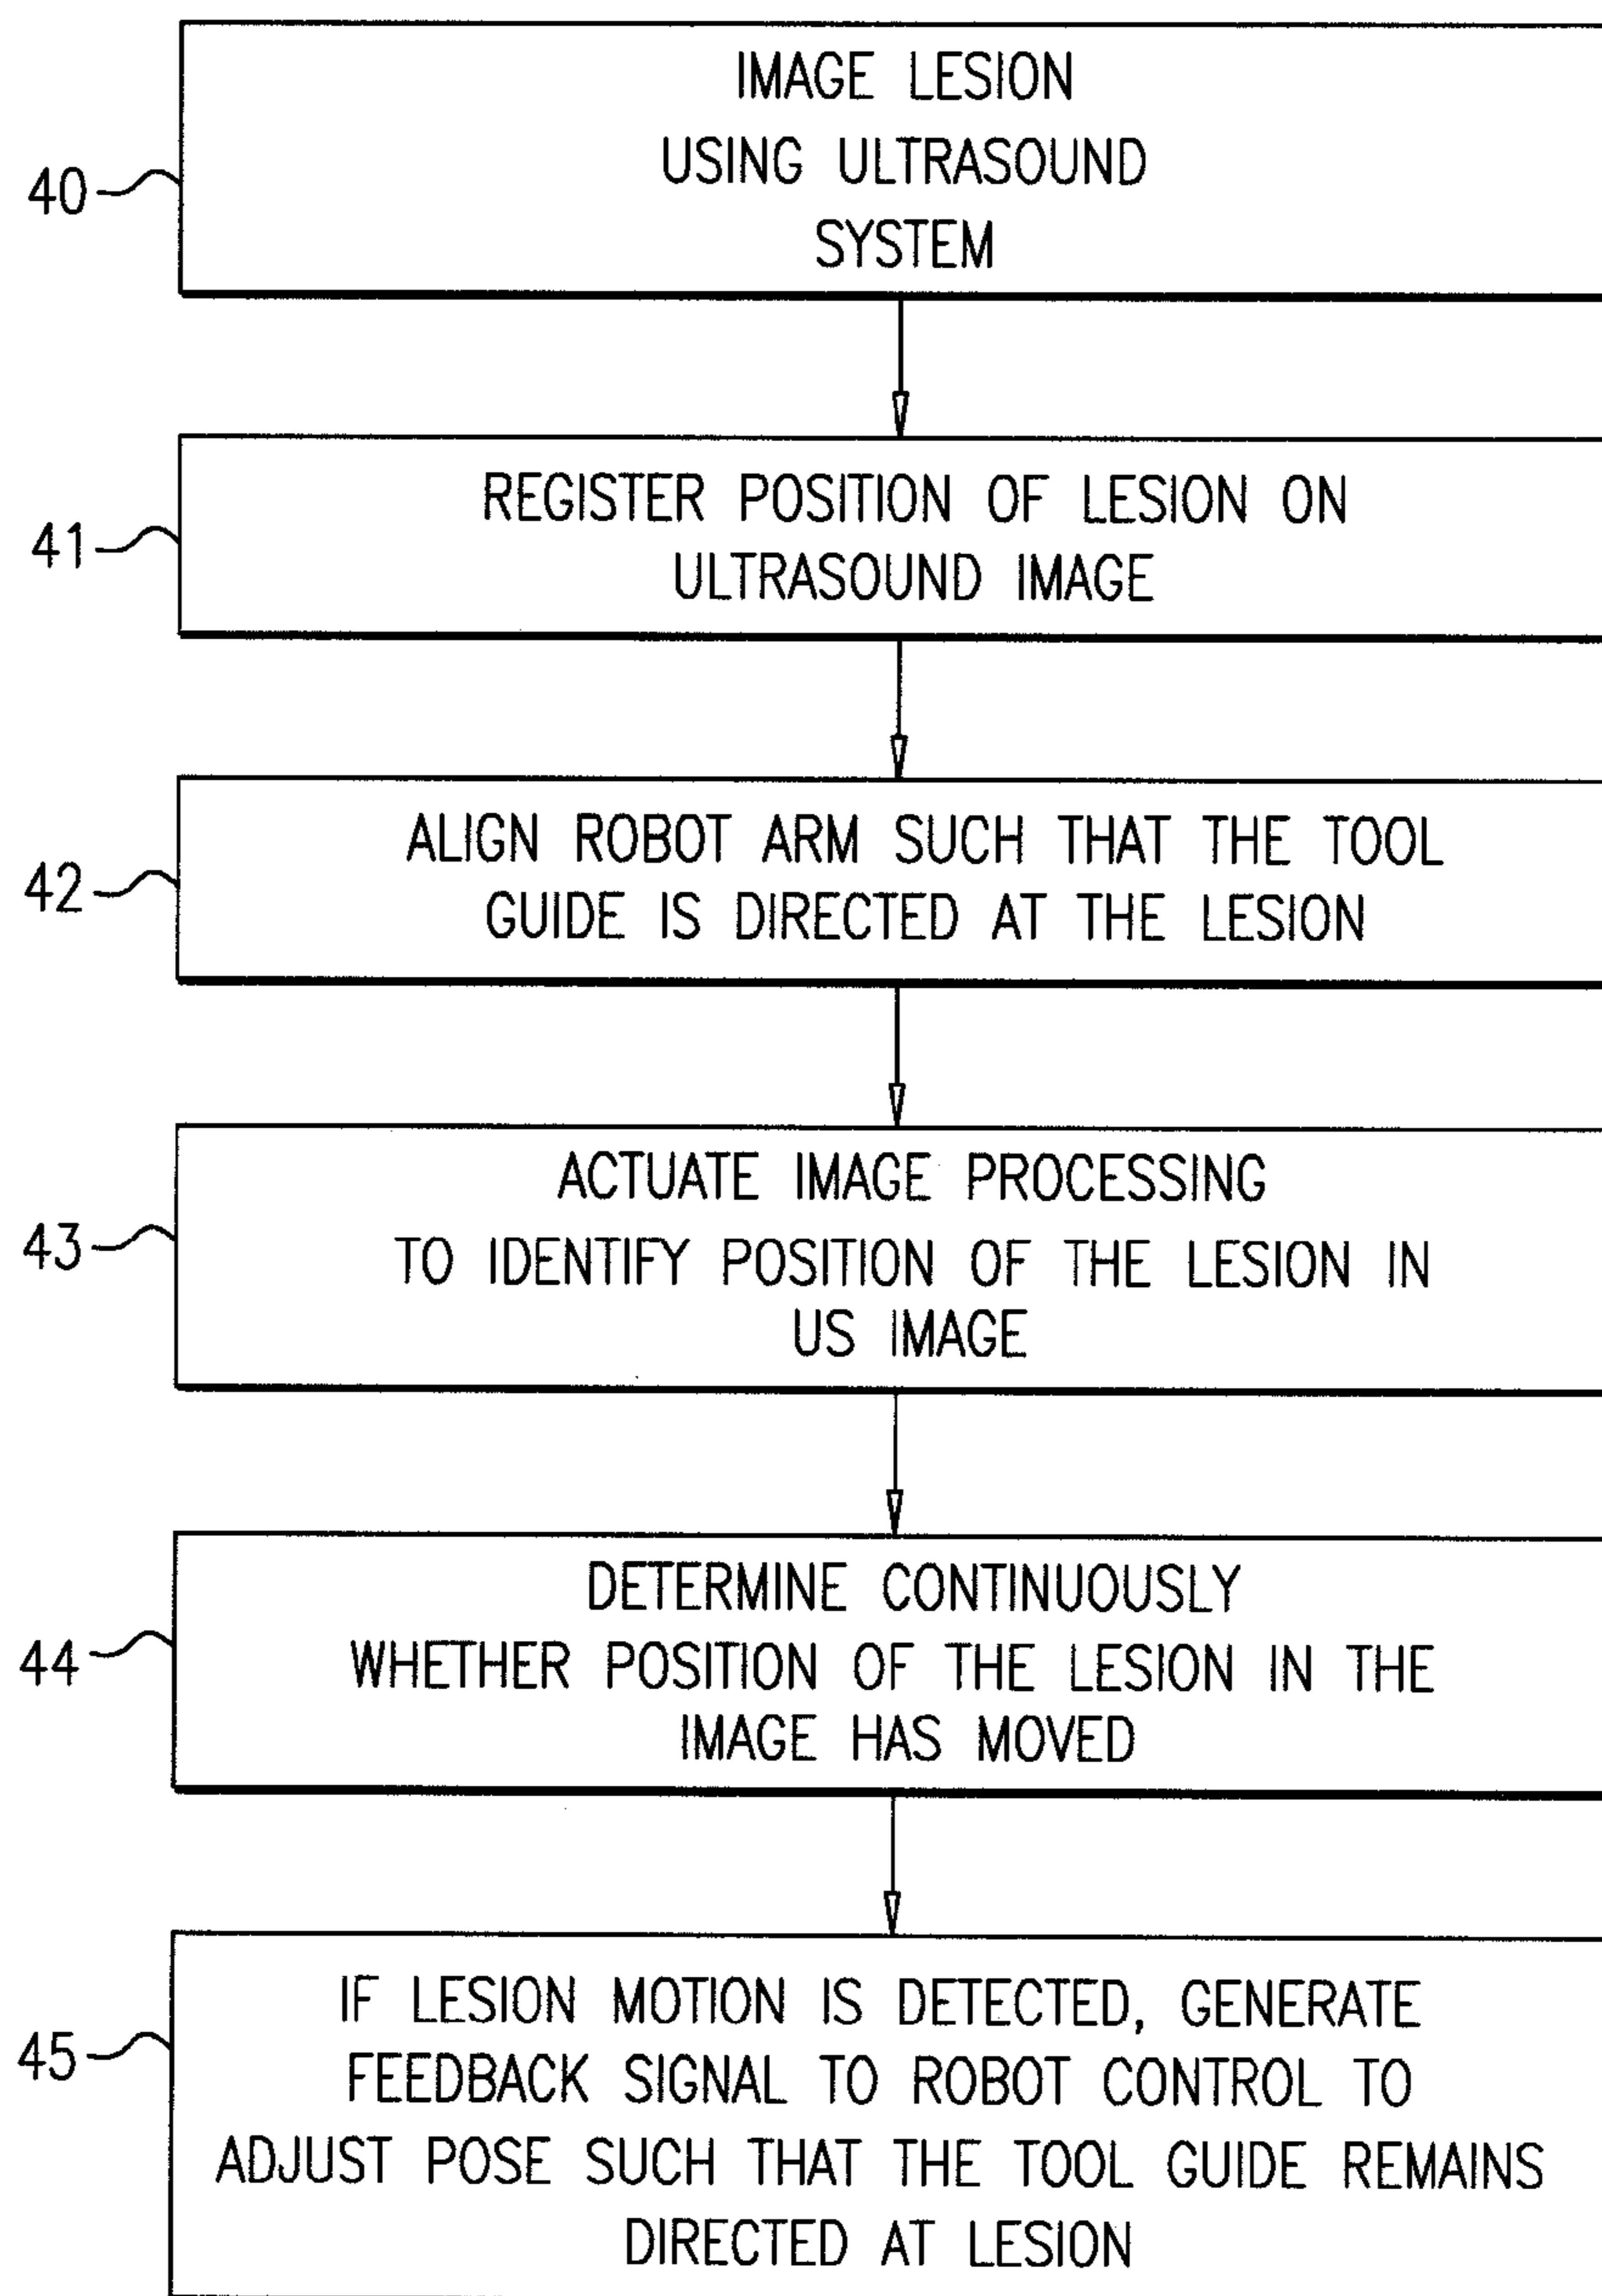 IMAGE LESION
USING ULTRASOUND
SYSTEM
40
REGISTER POSITION OF LESION ON
ULTRASOUND IMAGE
41
ALIGN ROBOT ARM SUCH THAT THE TOOL
GUIDE IS DIRECTED AT THE LESION
42
ACTUATE IMAGE PROCESSING
TO IDENTIFY POSITION OF THE LESION IN
US IMAGE
43
DETERMINE CONTINUOUSLY
WHETHER POSITION OF THE LESION IN THE
IMAGE HAS MOVED
44
IF LESION MOTION IS DETECTED, GENERATE
FEEDBACK SIGNAL TO ROBOT CONTROL TO
ADJUST POSE SUCH THAT THE TOOL GUIDE REMAINS
DIRECTED AT LESION
45